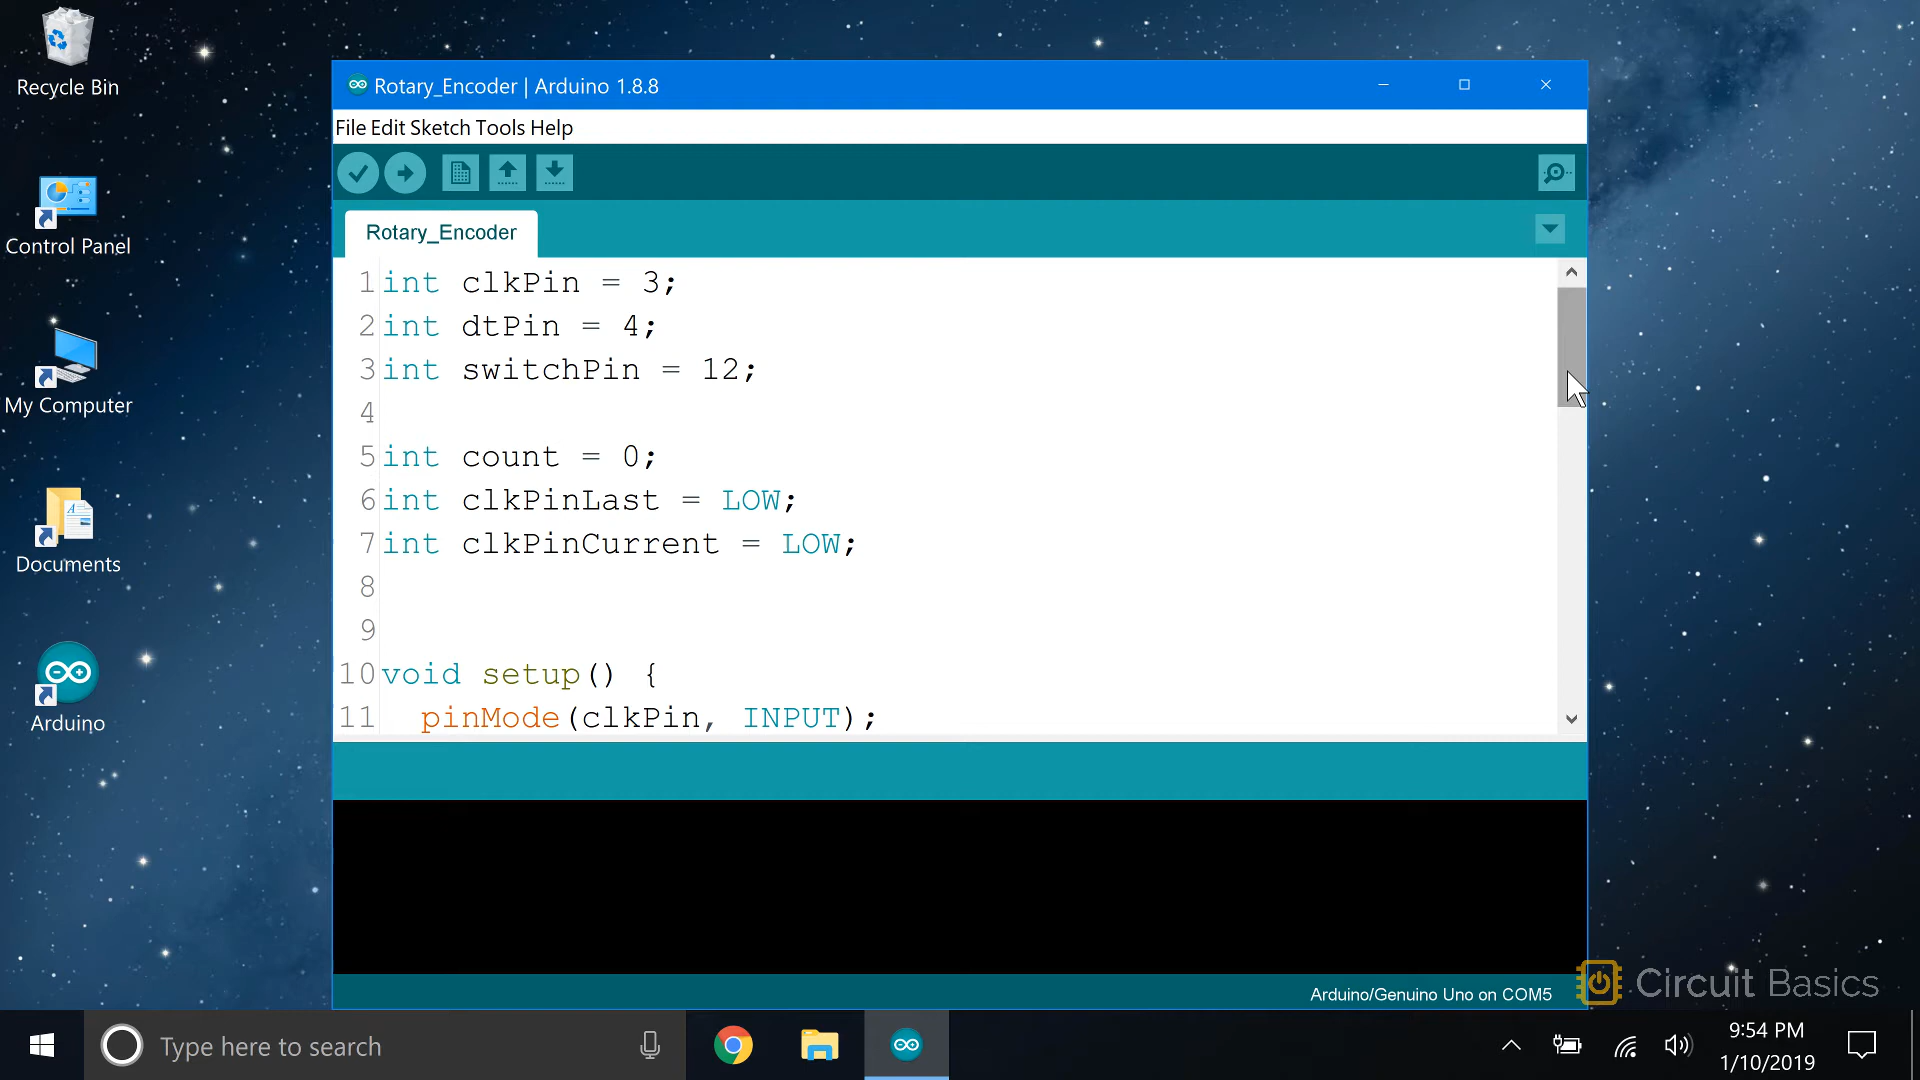 Recycle Bin
Control Panel
My Computer
Documents
Arduino
Rotary_Encoder | Arduino 1.8.8
File Edit Sketch Tools Help
Rotary_Encoder
1 int clkPin = 3;
2 int dtPin = 4;
3 int switchPin = 12;
4
5 int count = 0;
6 int clkPinLast = LOW;
7 int clkPinCurrent = LOW;
8
9
10 void setup() {
11   pinMode(clkPin, INPUT);
Arduino/Genuino Uno on COM5
Circuit Basics
Type here to search
9:54 PM
1/10/2019